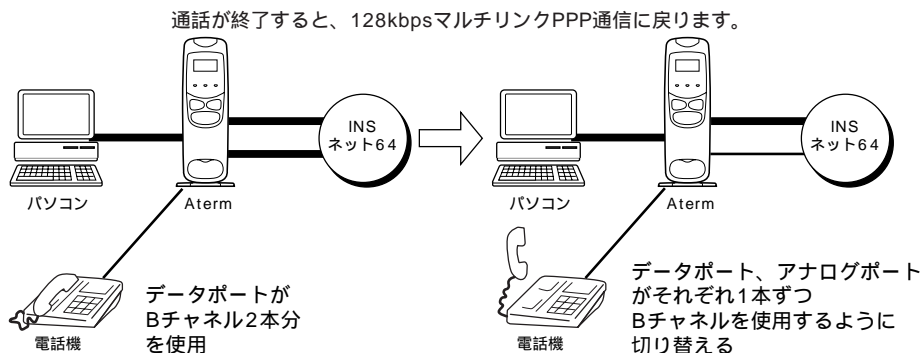 通話が終了すると、128kbpsマルチリンクPPP通信に戻ります。
INS
ネット64
パソコン
Aterm
電話機
データポートが
Bチャネル2本分
を使用
INS
ネット64
パソコン
Aterm
電話機
データポート、アナログポート
がそれぞれ1本ずつ
Bチャネルを使用するように
切り替える